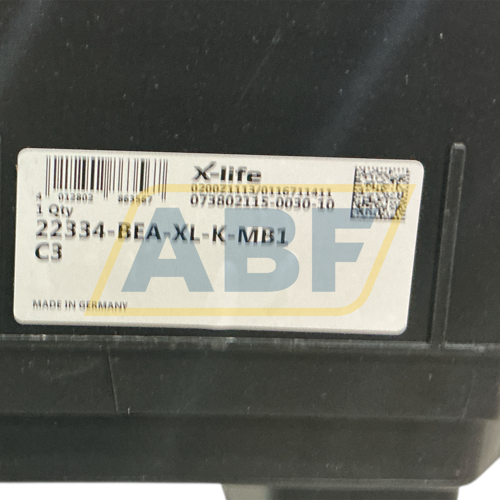 X-life
020021113/0116711411
073802115-0030-10
4 012802 883567
1 Qty
22334-BEA-XL-K-MB1
C3
MADE IN GERMANY
ABF